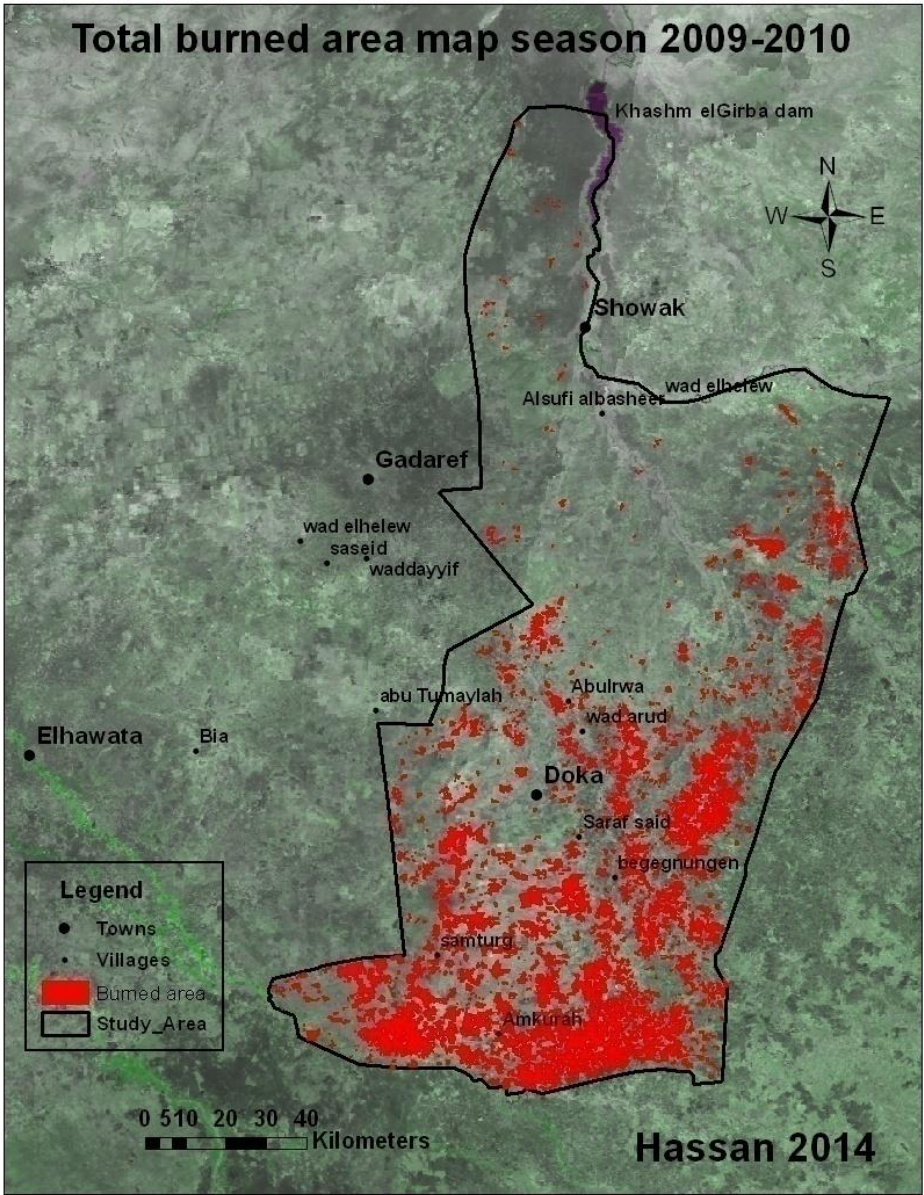 Total burned area map season 2009-2010
Khashm elGirba dam
N
W E
S
Showak
wad elhelew
Alsufi albasheer
Gadaref
wad elhelew
saseid
waddayyif
abu Tumaylah
Abulrwa
wad arud
Elhawata
Bia
Doka
Saraf said
begegnungen
Legend
Towns
Villages
Burned area
Study_Area
samturg
Amkurah
0 510 20 30 40
Kilometers
Hassan 2014